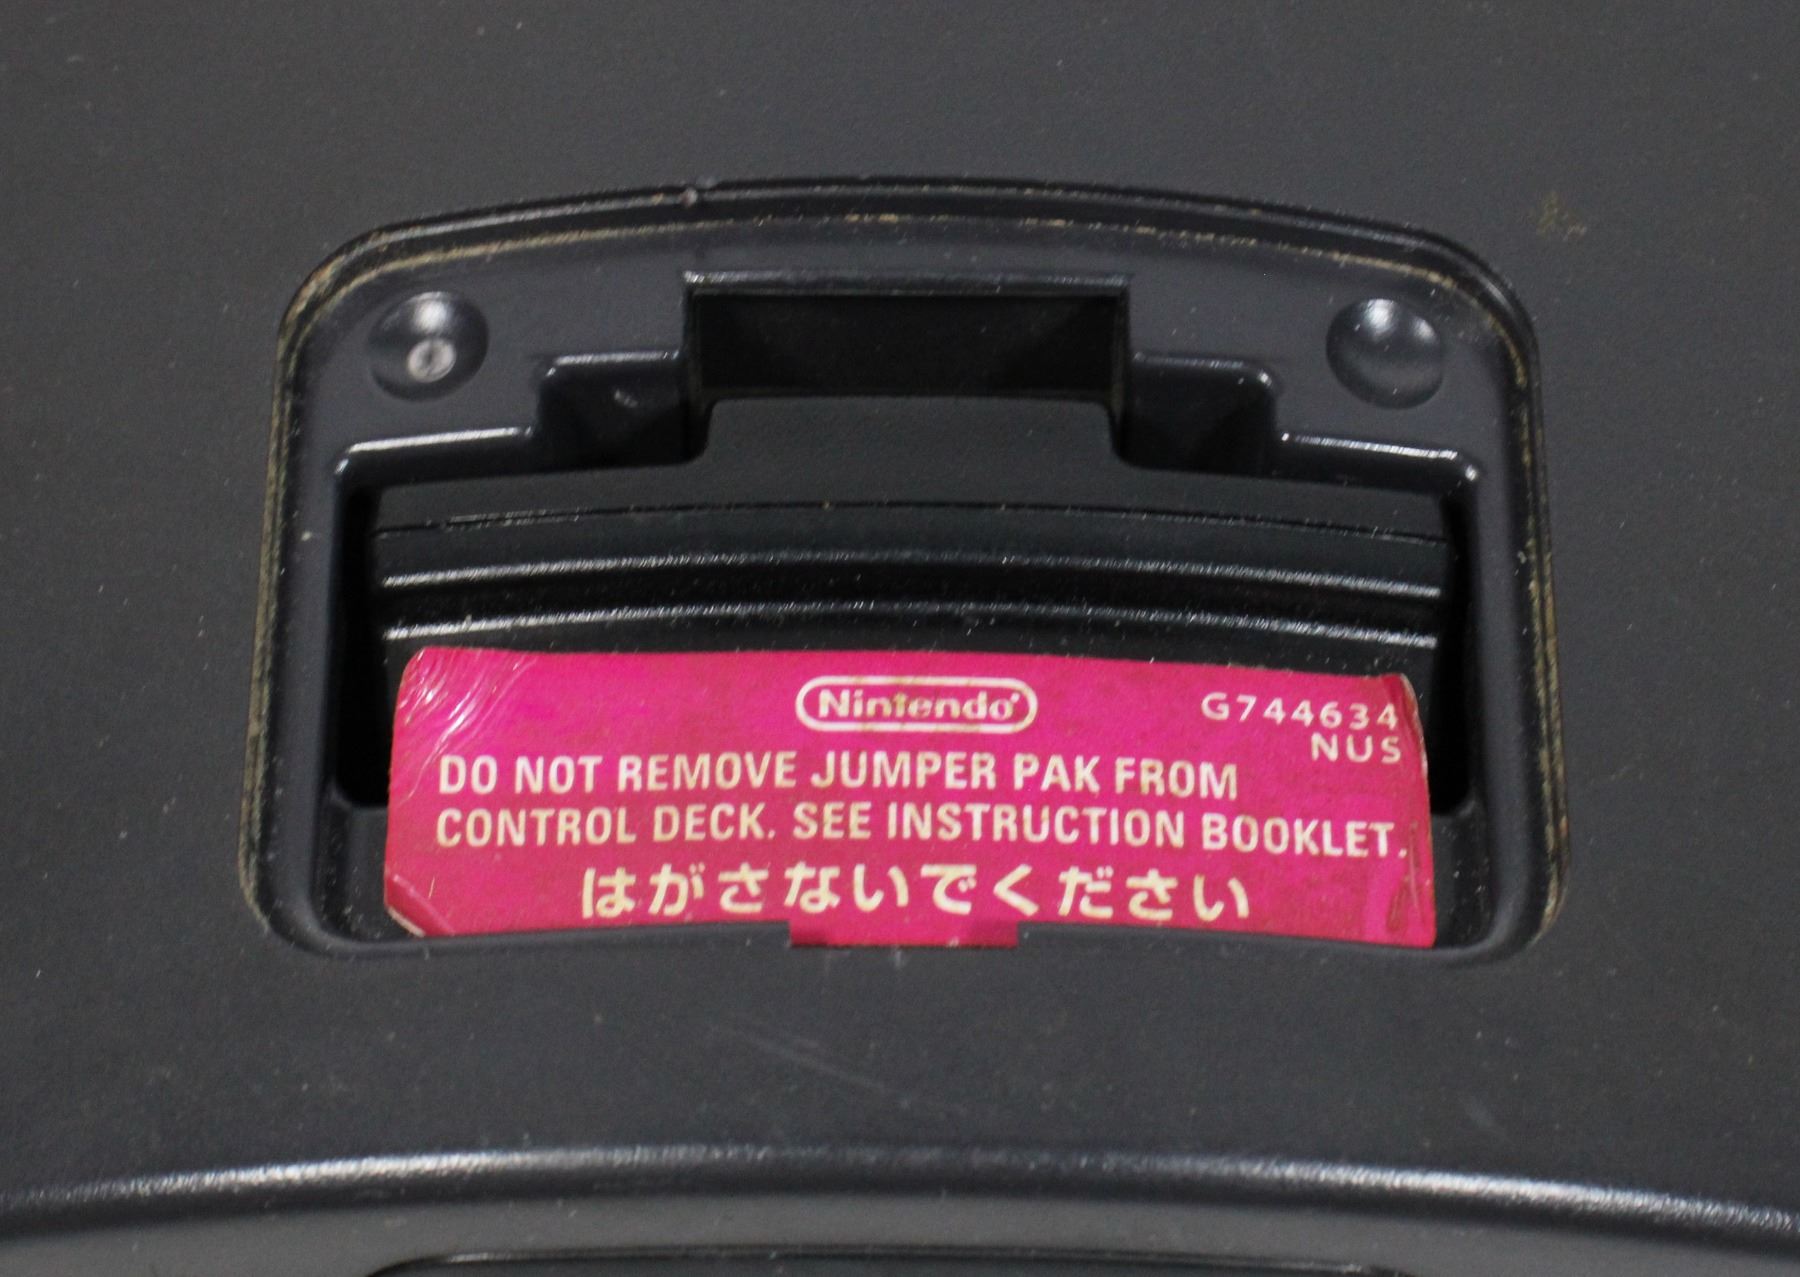 Nintendo
G744634
NUS
DO NOT REMOVE JUMPER PAK FROM
CONTROL DECK. SEE INSTRUCTION BOOKLET.
はがさないでください